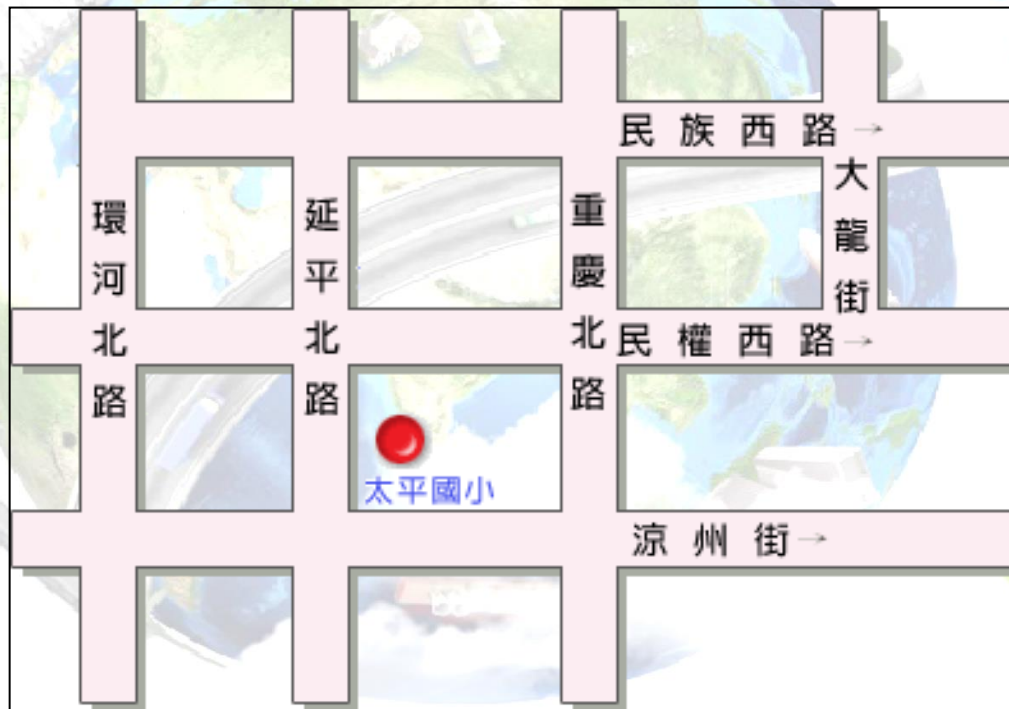 民族西路→
大龍街
環河北路
延平北路
重慶北路
民權西路→
太平國小
涼州街→